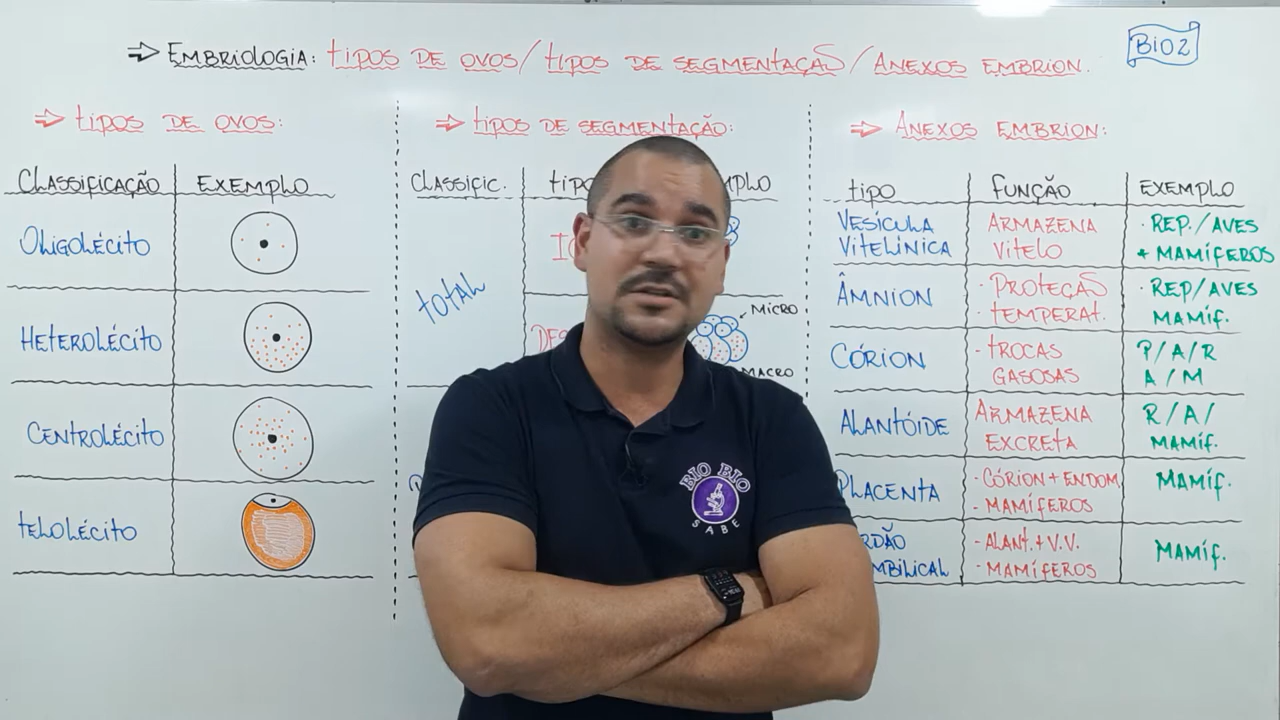 ⇒ EMBRIOLOGIA: TIPOS DE OVOS/TIPOS DE SEGMENTAÇÃO/ANEXOS EMBRION.
BIO2
⇒ TIPOS DE OVOS:
CLASSIFICAÇÃO EXEMPLO
OLIGOLÉCITO
HETEROLÉCITO
CENTROLÉCITO
TELOLÉCITO
⇒ TIPOS DE SEGMENTAÇÃO:
CLASSIFIC.
TOTAL
MICRO
MACRO
⇒ ANEXOS EMBRION:
TIPO FUNÇÃO EXEMPLO
VESÍCULA ARMAZENA · REP./AVES
VITELINICA VITELO * MAMÍFEROS
ÂMNION · PROTEÇÃO · REP/AVES
· TEMPERAT. MAMÍF.
CÓRION - TROCAS P/A/R
GASOSAS A/M
ALANTÓIDE ARMAZENA R/A/
EXCRETA MAMÍF.
PLACENTA - CÓRION + ENDOM MAMÍF.
- MAMÍFEROS
- ALANT. + V.V. MAMÍF.
- MAMÍFEROS
BIO BIO
SABE